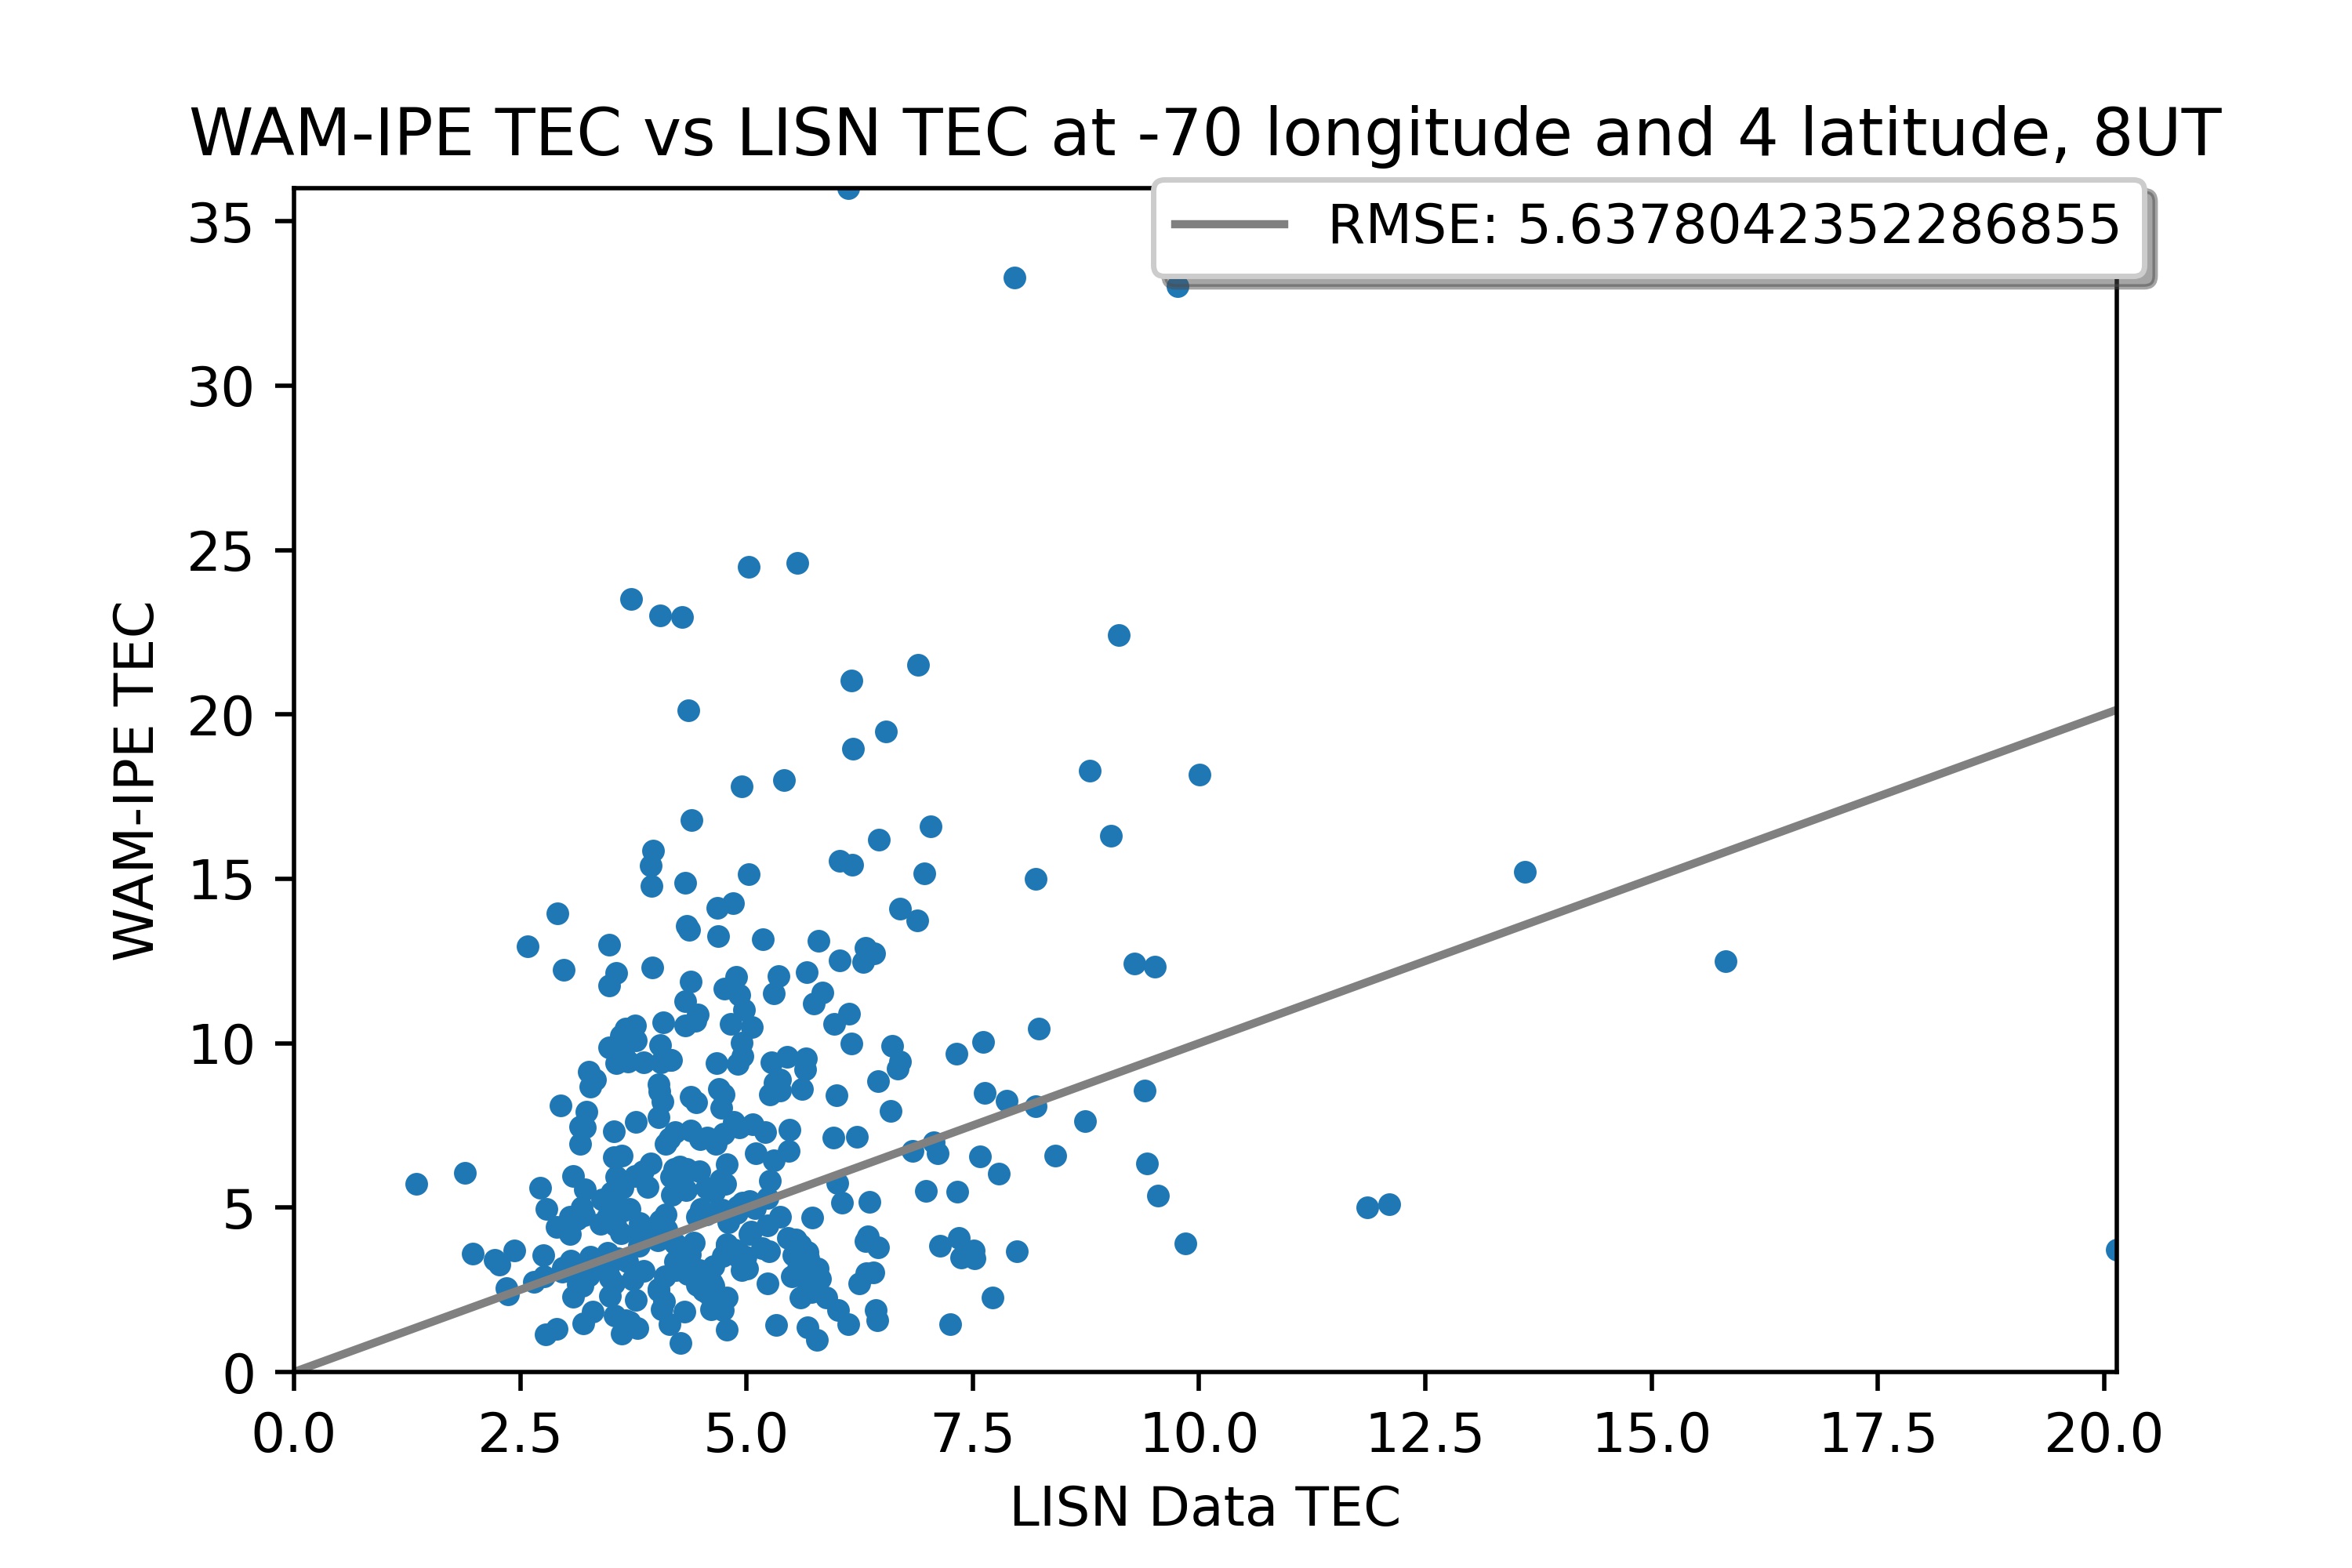 WAM-IPE TEC vs LISN TEC at -70 longitude and 4 latitude, 8UT
RMSE: 5.6378042352286855
35
30
25
20
15
10
5
0
WAM-IPE TEC
0.0 2.5 5.0 7.5 10.0 12.5 15.0 17.5 20.0
LISN Data TEC